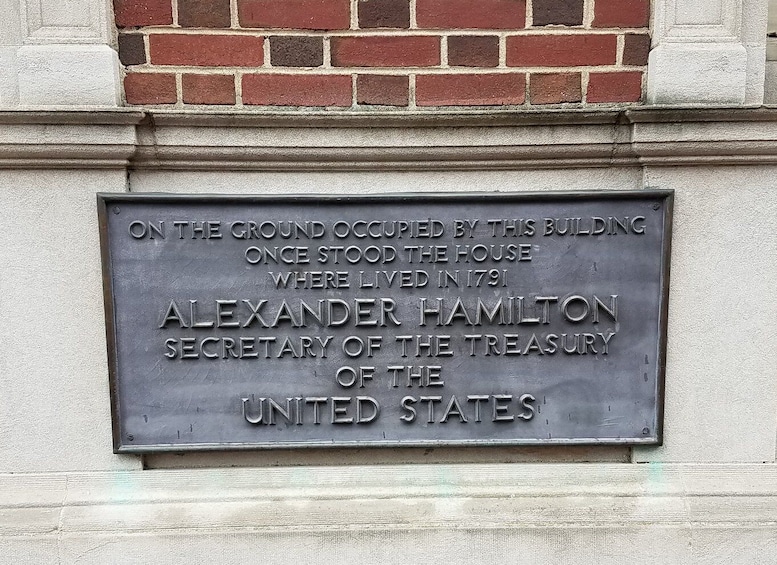 ON THE GROUND OCCUPIED BY THIS BUILDING
ONCE STOOD THE HOUSE
WHERE LIVED IN 1791
ALEXANDER HAMILTON
SECRETARY OF THE TREASURY
OF THE
UNITED STATES